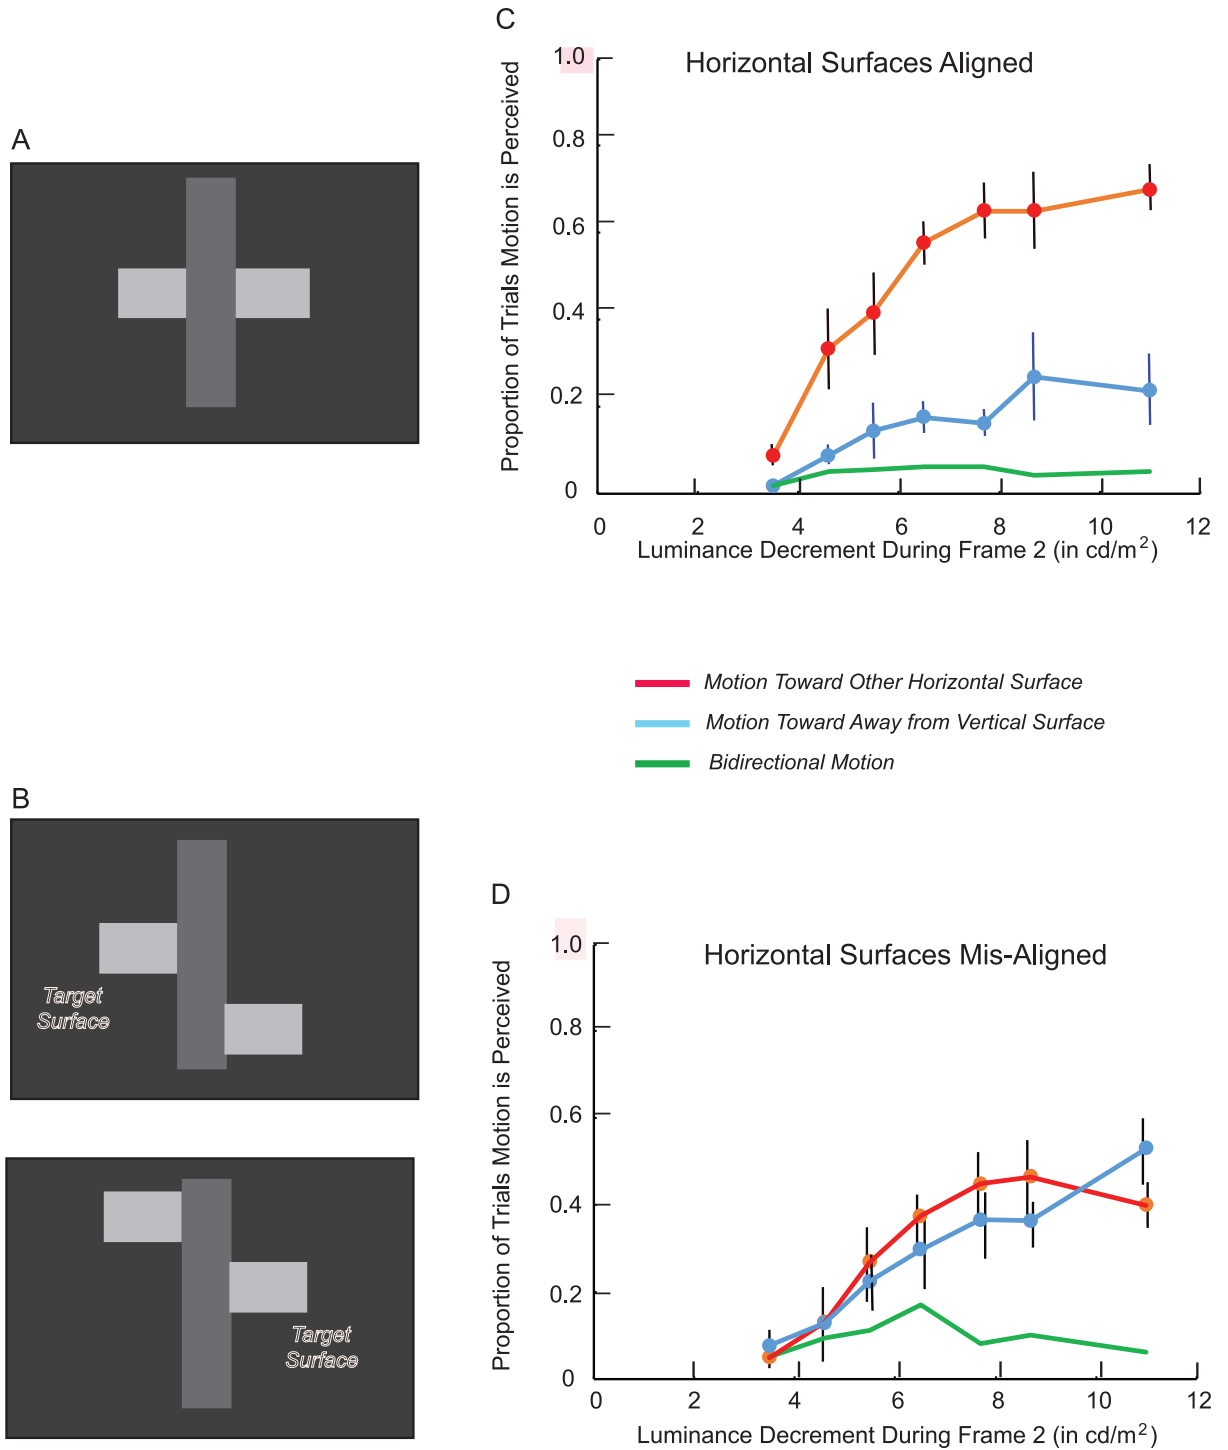 A
C
Horizontal Surfaces Aligned
Proportion of Trials Motion is Perceived
1.0
0.8
0.6
0.4
0.2
0
0 2 4 6 8 10 12
Luminance Decrement During Frame 2 (in cd/m²)
Motion Toward Other Horizontal Surface
Motion Toward Away from Vertical Surface
Bidirectional Motion
B
Target
Surface
Target
Surface
D
Horizontal Surfaces Mis-Aligned
Proportion of Trials Motion is Perceived
1.0
0.8
0.6
0.4
0.2
0
0 2 4 6 8 10 12
Luminance Decrement During Frame 2 (in cd/m²)